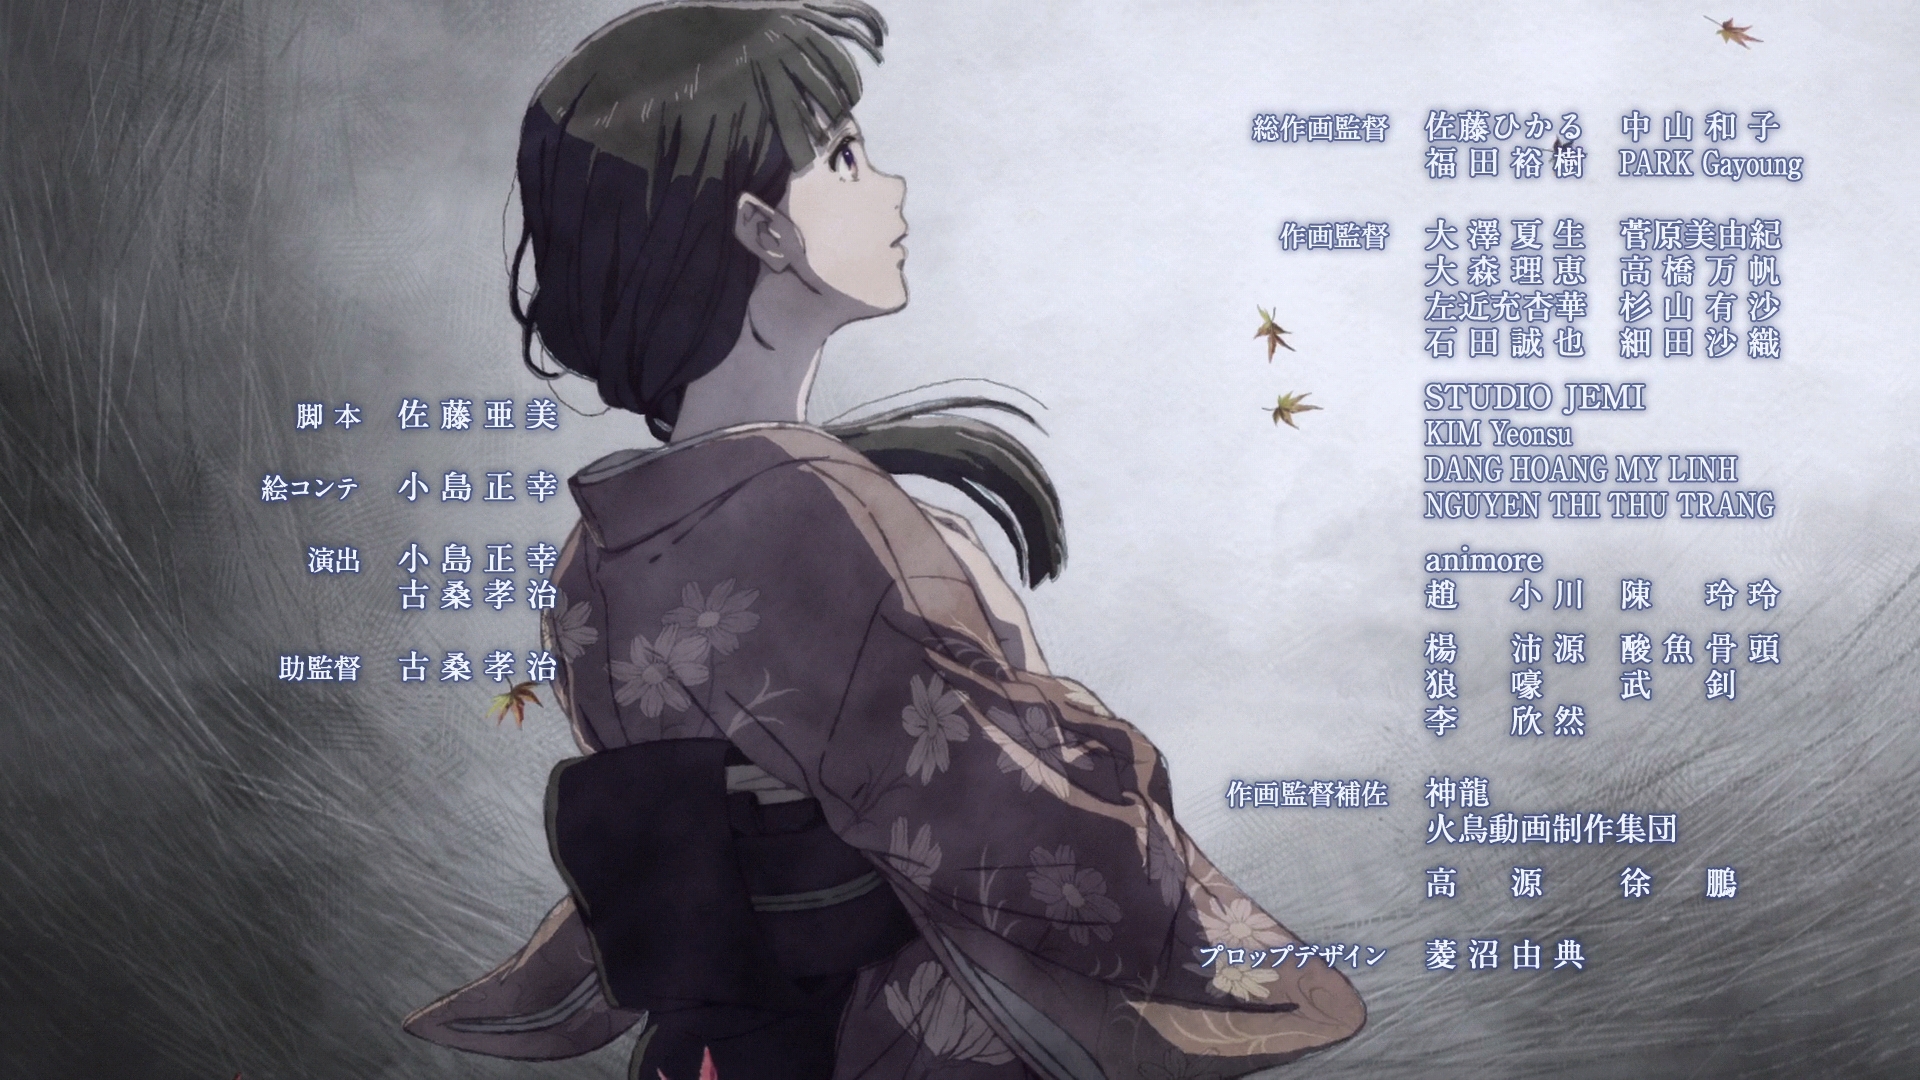 脚本 佐藤亜美
絵コンテ 小島正幸
演出 小島正幸
古桑孝治
助監督 古桑孝治
総作画監督 佐藤ひかる 中山和子
福田裕樹 PARK Gayoung
作画監督 大澤夏生 菅原美由紀
大森理恵 高橋万帆
左近充杏華 杉山有沙
石田誠也 細田沙織
STUDIO JEMI
KIM Yeonsu
DANG HOANG MY LINH
NGUYEN THI THU TRANG
animore
趙 小川 陳 玲玲
楊 沛源 酸魚骨頭
狼 嚎 武 钊
李 欣然
作画監督補佐 神龍
火鳥動画制作集団
高 源 徐 鵬
プロップデザイン 菱沼由典